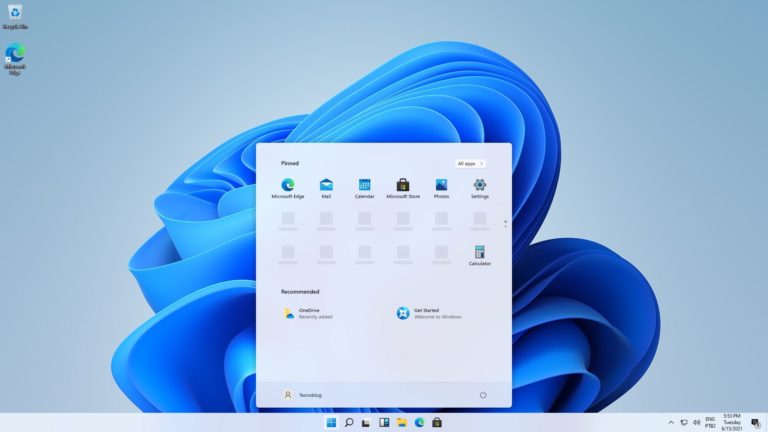 Recycle Bin
Microsoft
Edge
Pinned
All apps
Microsoft Edge
Mail
Calendar
Microsoft Store
Photos
Settings
Calculator
Recommended
OneDrive
Recently added
Get Started
Welcome to Windows
Tecnoblog
ENG
PTB2
5:53 PM
Tuesday
6/15/2021